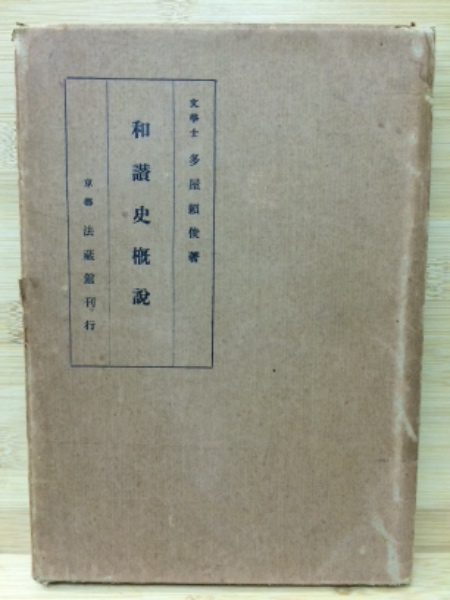 文學士 多屋頼俊著
和讃史概說
京都 法藏館刊行